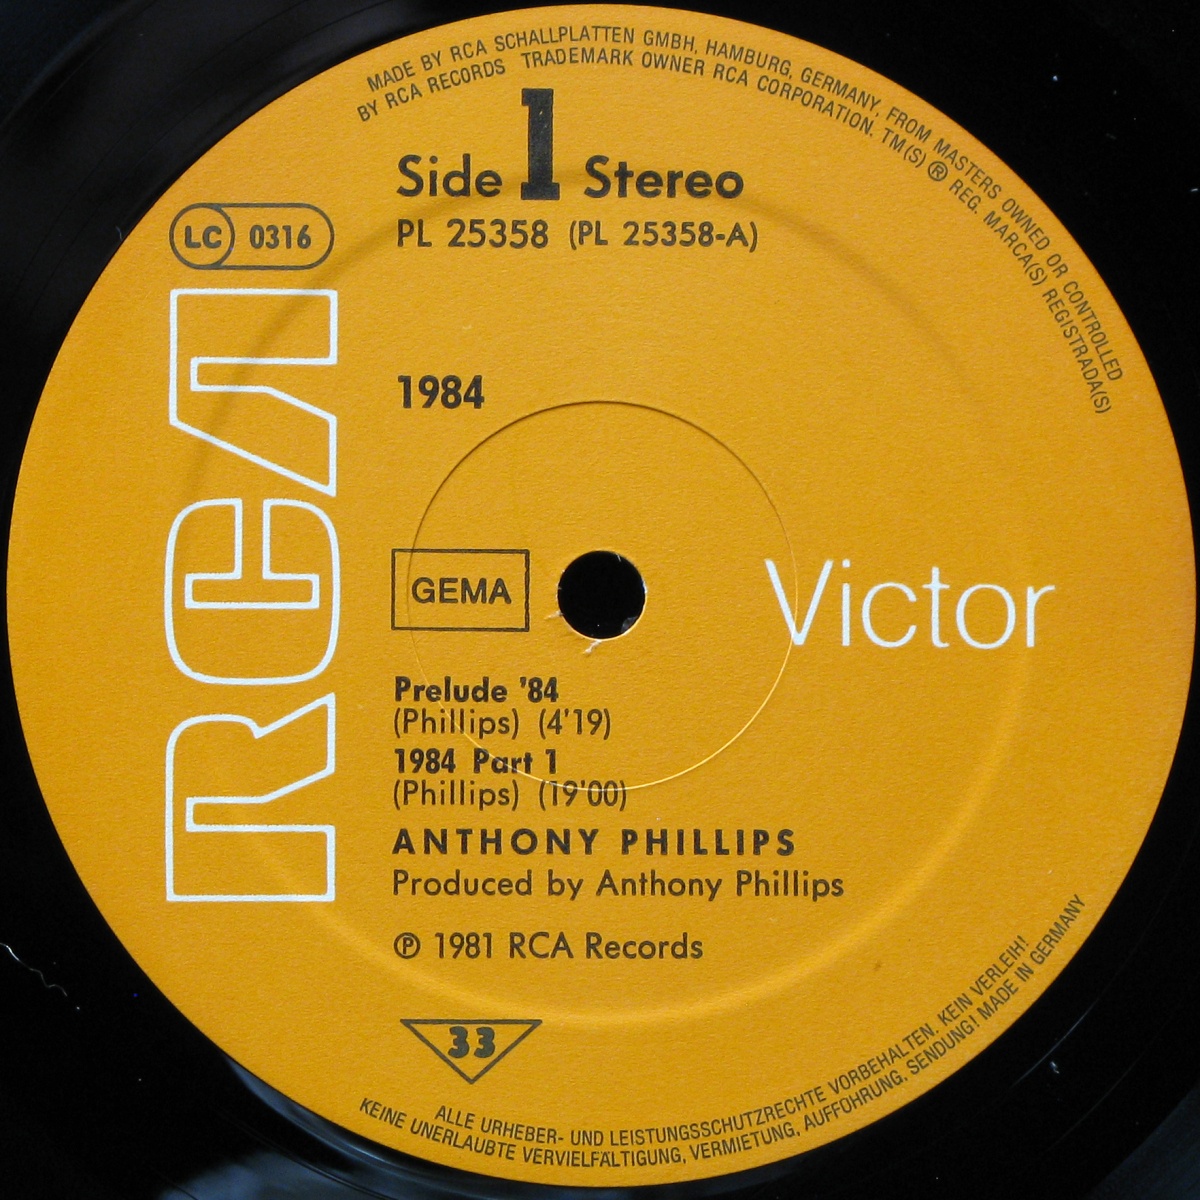 MADE BY RCA SCHALLPLATTEN GMBH, HAMBURG, GERMANY, FROM MASTERS OWNED OR CONTROLLED
BY RCA RECORDS TRADEMARK OWNER RCA CORPORATION. TM(S) ® REG. MARCA(S) REGISTRADA(S)
Side 1 Stereo
PL 25358 (PL 25358-A)
LC 0316
RCA
1984
GEMA
Victor
Prelude '84
(Phillips) (4'19)
1984 Part 1
(Phillips) (19'00)
ANTHONY PHILLIPS
Produced by Anthony Phillips
℗ 1981 RCA Records
33
ALLE URHEBER- UND LEISTUNGSSCHUTZRECHTE VORBEHALTEN. KEIN VERLEIH!
KEINE UNERLAUBTE VERVIELFÄLTIGUNG, VERMIETUNG, AUFFÜHRUNG, SENDUNG! MADE IN GERMANY